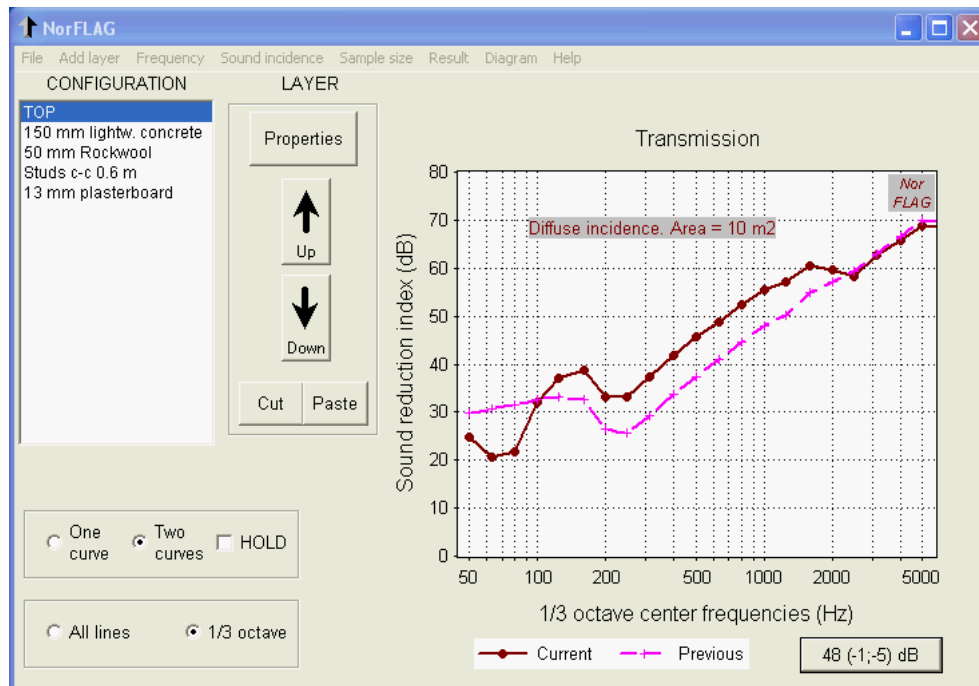 NorFLAG
File Add layer Frequency Sound incidence Sample size Result Diagram Help
CONFIGURATION
TOP
150 mm lightw. concrete
50 mm Rockwool
Studs c-c 0.6 m
13 mm plasterboard
LAYER
Properties
Up
Down
Cut Paste
One
curve
Two
curves
HOLD
All lines
1/3 octave
Transmission
Nor
FLAG
Diffuse incidence. Area = 10 m2
Sound reduction index (dB)
80
70
60
50
40
30
20
10
0
50 100 200 500 1000 2000 5000
1/3 octave center frequencies (Hz)
Current Previous
48 (-1;-5) dB